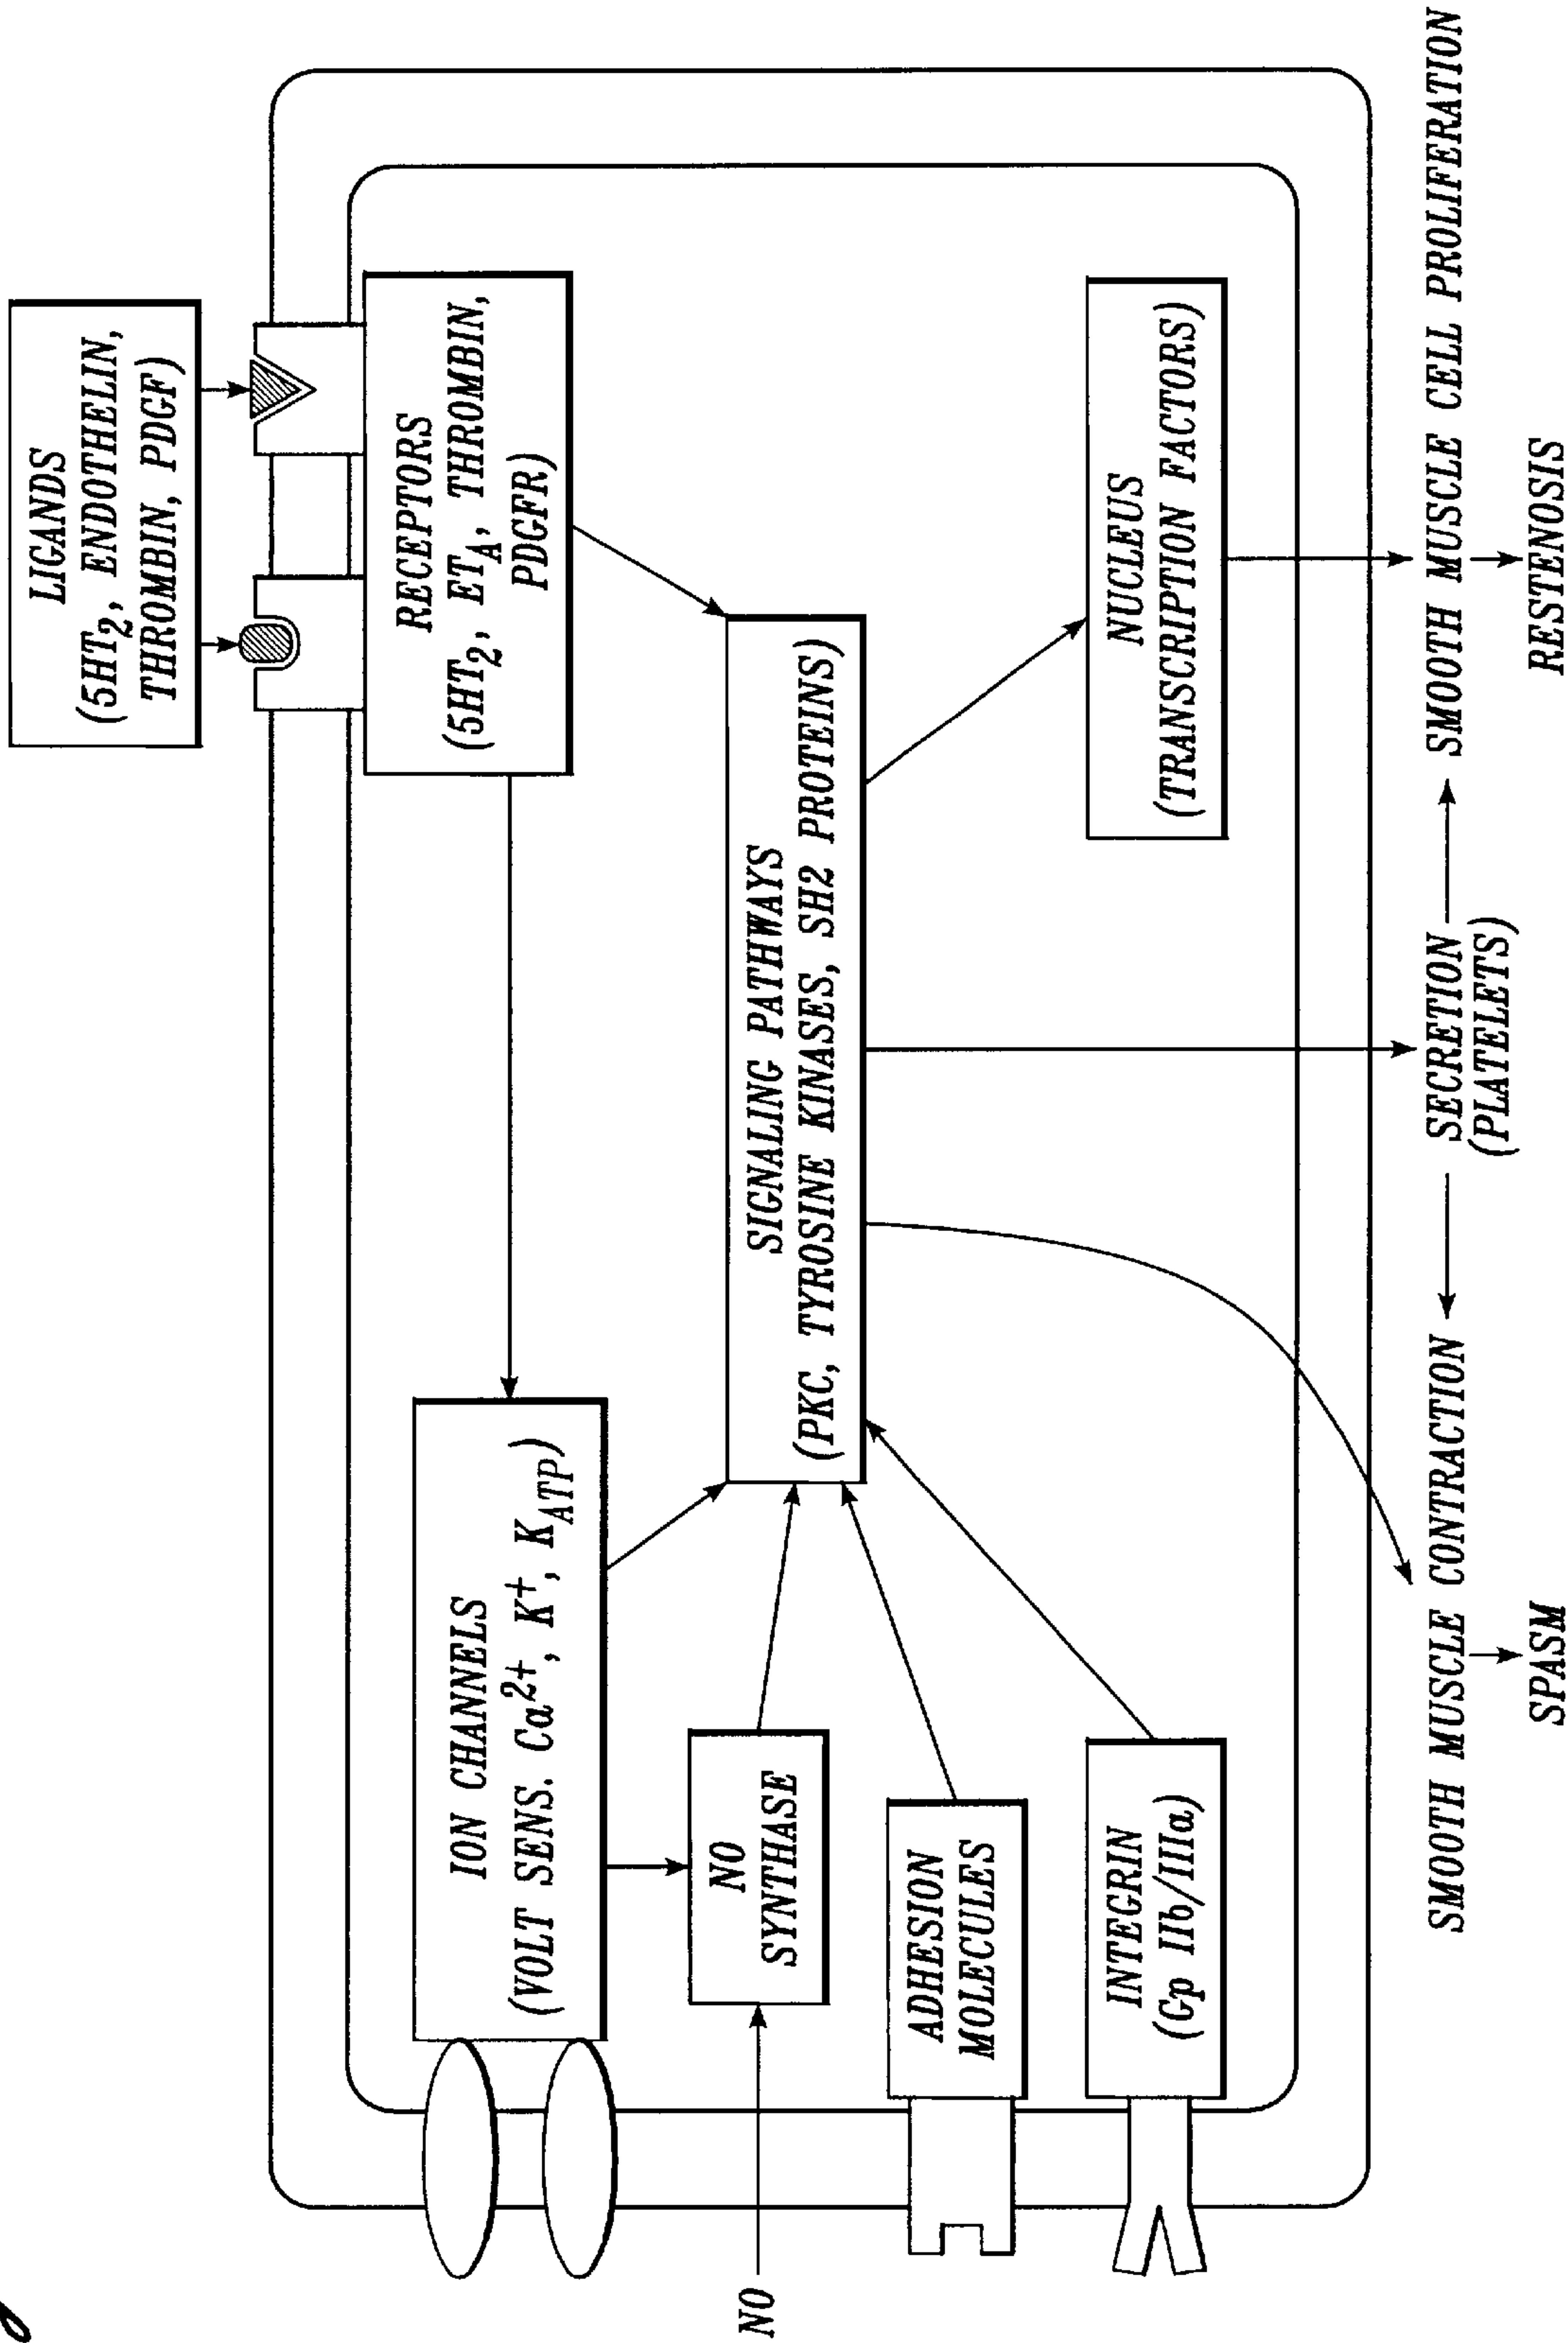 LIGANDS
(5HT2, ENDOTHELIN,
THROMBIN, PDGF)
ION CHANNELS
(VOLT SENS. Ca2+, K+, KATP)
RECEPTORS
(5HT2, ETA, THROMBIN,
PDGFR)
NO
NO
SYNTHASE
SIGNALING PATHWAYS
(PKC, TYROSINE KINASES, SH2 PROTEINS)
ADHESION
MOLECULES
INTEGRIN
(Gp IIb/IIIa)
NUCLEUS
(TRANSCRIPTION FACTORS)
SMOOTH MUSCLE CONTRACTION
SECRETION
(PLATELETS)
SMOOTH MUSCLE CELL PROLIFERATION
SPASM
RESTENOSIS